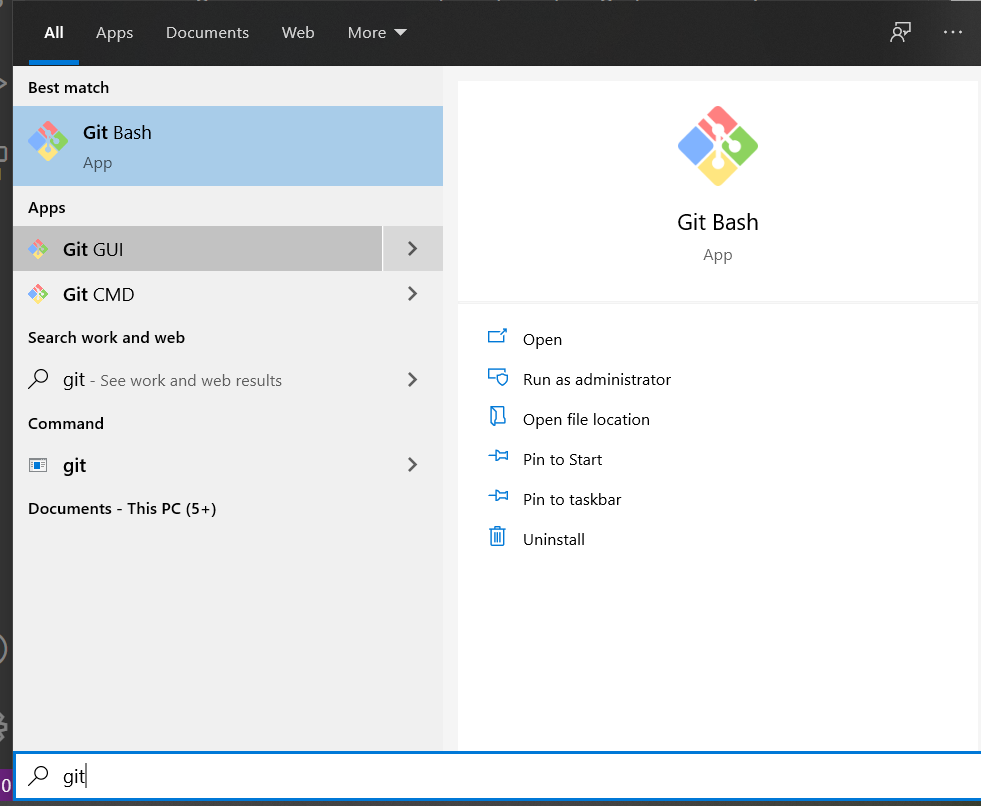 All Apps Documents Web More
Best match
Git Bash
App
Apps
Git GUI
Git CMD
Search work and web
git - See work and web results
Command
git
Documents - This PC (5+)
Git Bash
App
Open
Run as administrator
Open file location
Pin to Start
Pin to taskbar
Uninstall
0
git